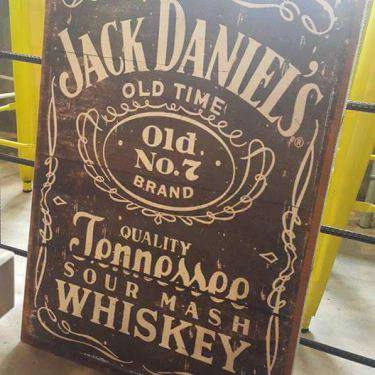 JACK DANIEL'S
®
OLD TIME
Old
No.7
BRAND
QUALITY
Tennessee
SOUR MASH
WHISKEY